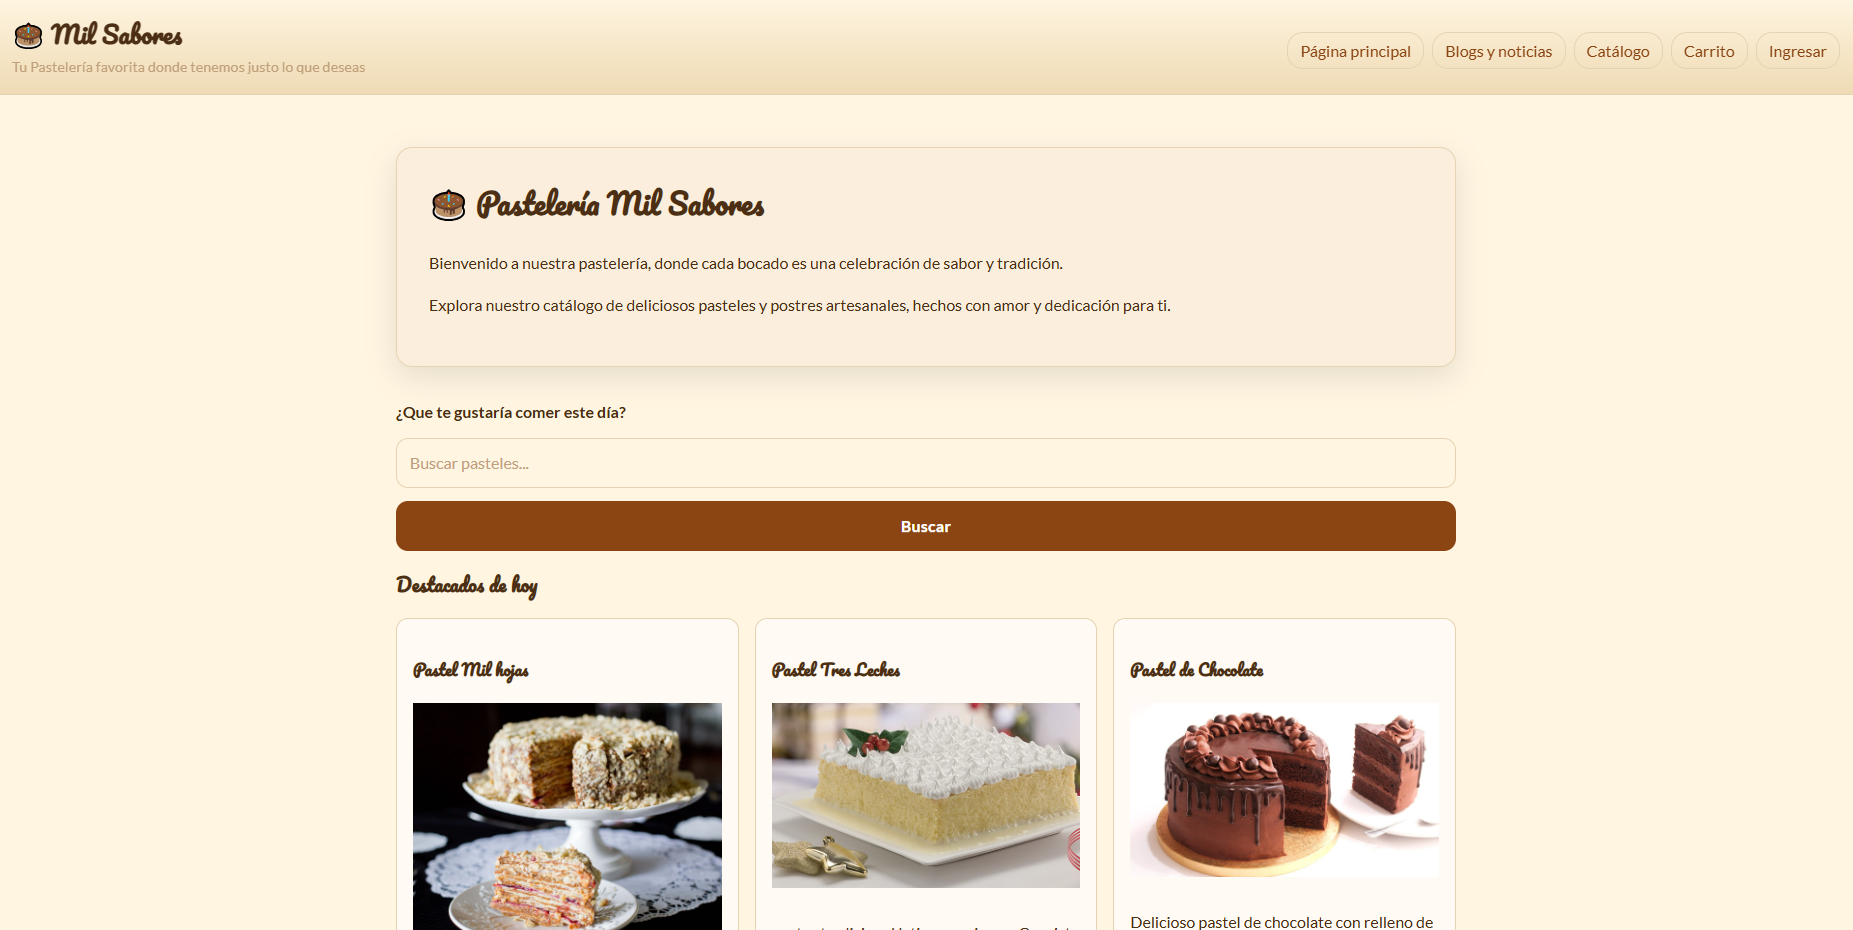 Mil Sabores
Tu Pastelería favorita donde tenemos justo lo que deseas
Página principal
Blogs y noticias
Catálogo
Carrito
Ingresar
Pastelería Mil Sabores
Bienvenido a nuestra pastelería, donde cada bocado es una celebración de sabor y tradición.
Explora nuestro catálogo de deliciosos pasteles y postres artesanales, hechos con amor y dedicación para ti.
¿Que te gustaría comer este día?
Buscar pasteles...
Buscar
Destacados de hoy
Pastel Mil hojas
Pastel Tres Leches
Pastel de Chocolate
Delicioso pastel de chocolate con relleno de